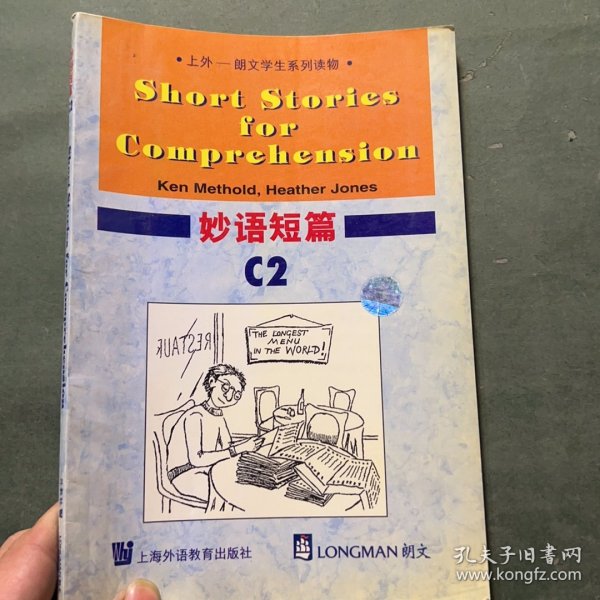 • 上外 — 朗文学生系列读物 •
Short Stories
for
Comprehension
Ken Methold, Heather Jones
妙语短篇
C2
RESTAUR
THE LONGEST
MENU
IN THE WORLD!
上海外语教育出版社
LONGMAN 朗文
孔夫子旧书网
www.kongfz.com